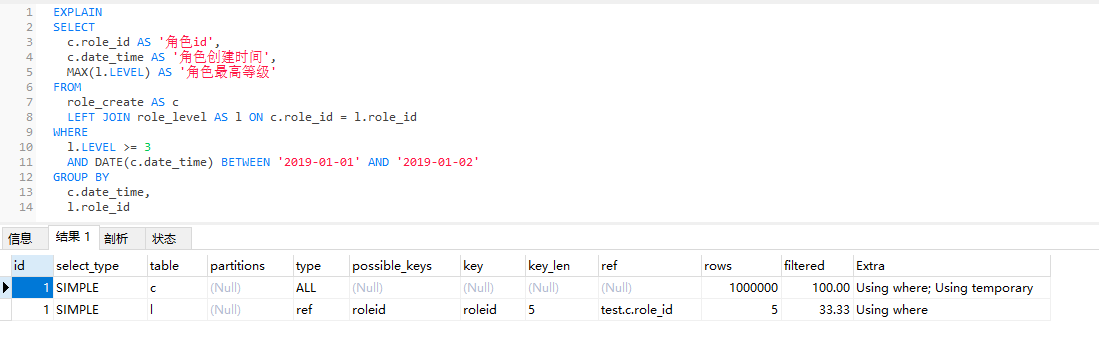 1 EXPLAIN
2 SELECT
3 c.role_id AS '角色id',
4 c.date_time AS '角色创建时间',
5 MAX(l.LEVEL) AS '角色最高等级'
6 FROM
7 role_create AS c
8 LEFT JOIN role_level AS l ON c.role_id = l.role_id
9 WHERE
10 l.LEVEL >= 3
11 AND DATE(c.date_time) BETWEEN '2019-01-01' AND '2019-01-02'
12 GROUP BY
13 c.date_time,
14 l.role_id
信息 结果 1 剖析 状态
id select_type table partitions type possible_keys key key_len ref rows filtered Extra
1 SIMPLE c (Null) ALL (Null) (Null) (Null) (Null) 1000000 100.00 Using where; Using temporary
1 SIMPLE l (Null) ref roleid roleid 5 test.c.role_id 5 33.33 Using where